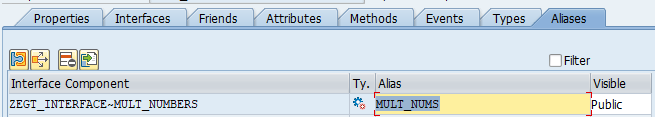 Properties Interfaces Friends Attributes Methods Events Types Aliases
Filter
Interface Component Ty. Alias Visible
ZEGT_INTERFACE~MULT_NUMBERS MULT_NUMS Public